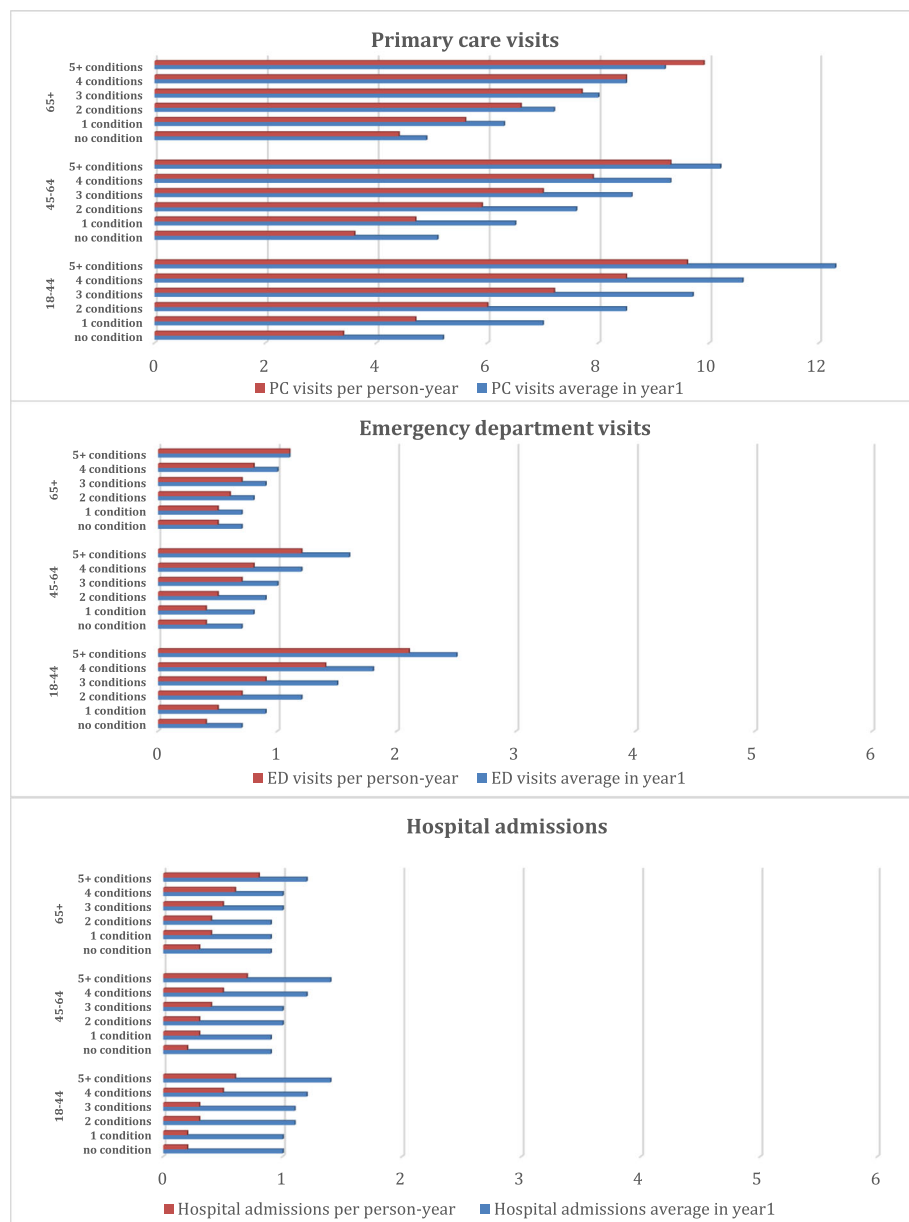 Primary care visits
65+
5+ conditions
4 conditions
3 conditions
2 conditions
1 condition
no condition
45-64
5+ conditions
4 conditions
3 conditions
2 conditions
1 condition
no condition
18-44
5+ conditions
4 conditions
3 conditions
2 conditions
1 condition
no condition
0 2 4 6 8 10 12
PC visits per person-year PC visits average in year1
Emergency department visits
65+
5+ conditions
4 conditions
3 conditions
2 conditions
1 condition
no condition
45-64
5+ conditions
4 conditions
3 conditions
2 conditions
1 condition
no condition
18-44
5+ conditions
4 conditions
3 conditions
2 conditions
1 condition
no condition
0 1 2 3 4 5 6
ED visits per person-year ED visits average in year1
Hospital admissions
65+
5+ conditions
4 conditions
3 conditions
2 conditions
1 condition
no condition
45-64
5+ conditions
4 conditions
3 conditions
2 conditions
1 condition
no condition
18-44
5+ conditions
4 conditions
3 conditions
2 conditions
1 condition
no condition
0 1 2 3 4 5 6
Hospital admissions per person-year Hospital admissions average in year1